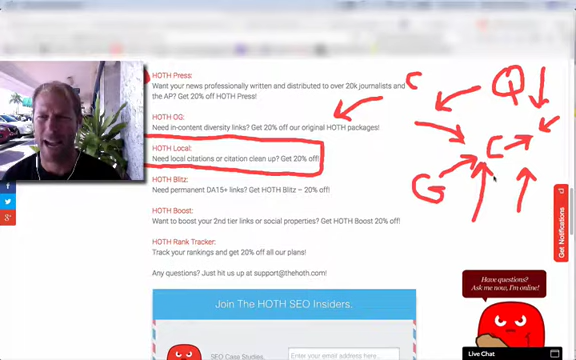 HOTH Press:
Want your news professionally written and distributed to over 20k journalists and
the AP? Get 20% off HOTH Press!
HOTH OG:
Need in-content diversity links? Get 20% off our original HOTH packages!
HOTH Local:
Need local citations or citation clean up? Get 20% off!
HOTH Blitz:
Need permanent DA15+ links? Get HOTH Blitz – 20% off!
HOTH Boost:
Want to boost your 2nd tier links or social properties? Get HOTH Boost 20% off!
HOTH Rank Tracker:
Track your rankings and get 20% off all our plans!
Any questions? Just hit us up at support@thehoth.com!
Join The HOTH SEO Insiders.
SEO Case Studies,
Enter your email address here...
C
Q
C
G
Get Notifications
Have questions?
Ask me now, I'm online!
Live Chat